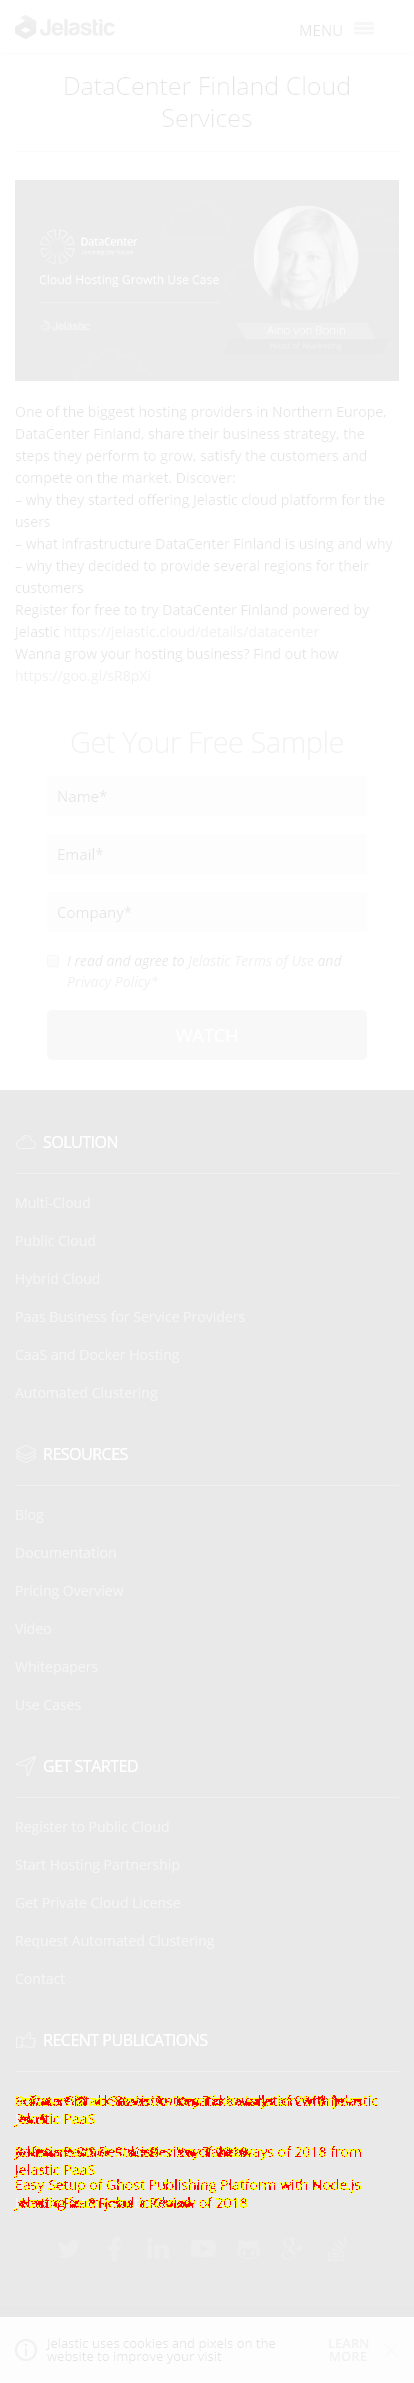 Jelastic
MENU
DataCenter Finland Cloud
Services
DataCenter
Cloud Hosting Growth Use Case
Jelastic
Aino von Bonin
One of the biggest hosting providers in Northern Europe,
DataCenter Finland, share their business strategy, the
steps they perform to grow, satisfy the customers and
compete on the market. Discover:
– why they started offering Jelastic cloud platform for the
users
– what infrastructure DataCenter Finland is using and why
– why they decided to provide several regions for their
customers
Register for free to try DataCenter Finland powered by
Jelastic https://jelastic.cloud/details/datacenter
Wanna grow your hosting business? Find out how
https://goo.gl/sR8pXi
Get Your Free Sample
Name*
Email*
Company*
I read and agree to Jelastic Terms of Use and
Privacy Policy*
WATCH
SOLUTION
Multi-Cloud
Public Cloud
Hybrid Cloud
Paas Business for Service Providers
CaaS and Docker Hosting
Automated Clustering
RESOURCES
Blog
Documentation
Pricing Overview
Video
Whitepapers
Use Cases
GET STARTED
Register to Public Cloud
Start Hosting Partnership
Get Private Cloud License
Request Automated Clustering
Contact
RECENT PUBLICATIONS
Jelastic PaaS
of 2018 from
Jelastic PaaS
Easy Setup of Ghost Publishing Platform with Node.js
of 2018
Jelastic uses cookies and pixels on the
website to improve your visit
LEARN
MORE